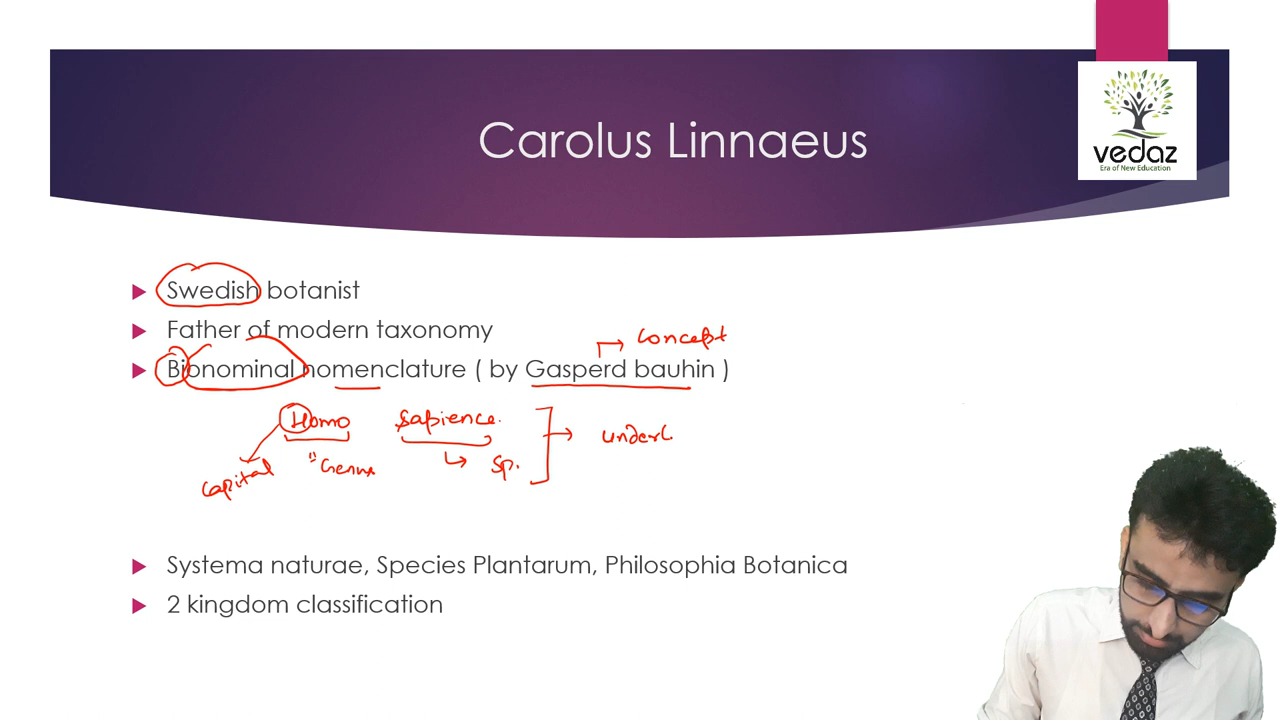 Carolus Linnaeus
vedaz
Era of New Education
Swedish botanist
Father of modern taxonomy
concept
Bionominal nomenclature ( by Gasperd bauhin )
Homo sapience.
underl
capital "Genus sp.
Systema naturae, Species Plantarum, Philosophia Botanica
2 kingdom classification